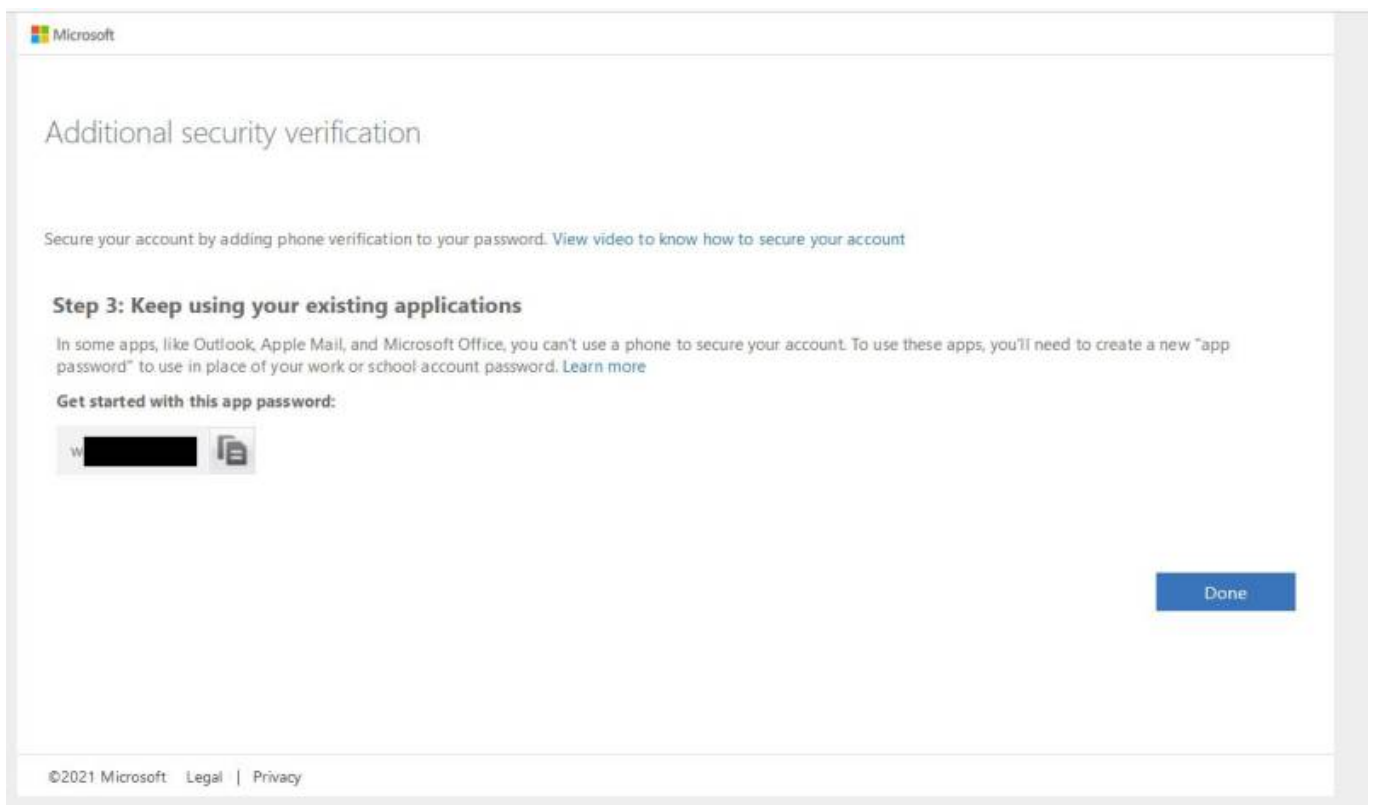 Microsoft
Additional security verification
Secure your account by adding phone verification to your password. View video to know how to secure your account
Step 3: Keep using your existing applications
In some apps, like Outlook, Apple Mail, and Microsoft Office, you can't use a phone to secure your account. To use these apps, you'll need to create a new "app
password" to use in place of your work or school account password. Learn more
Get started with this app password:
w
Done
©2021 Microsoft Legal | Privacy